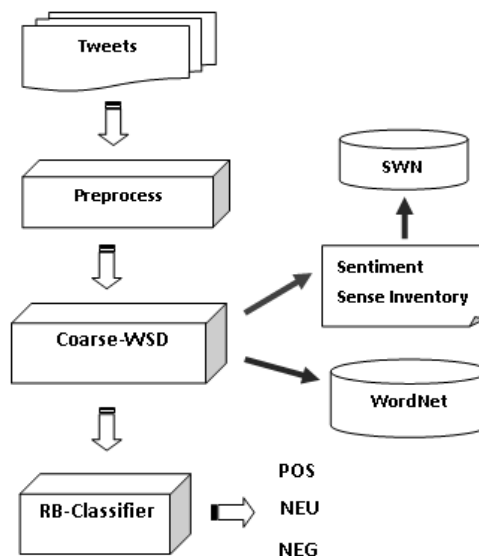 Tweets
Preprocess
SWN
Sentiment
Sense Inventory
Coarse-WSD
WordNet
RB-Classifier
POS
NEU
NEG